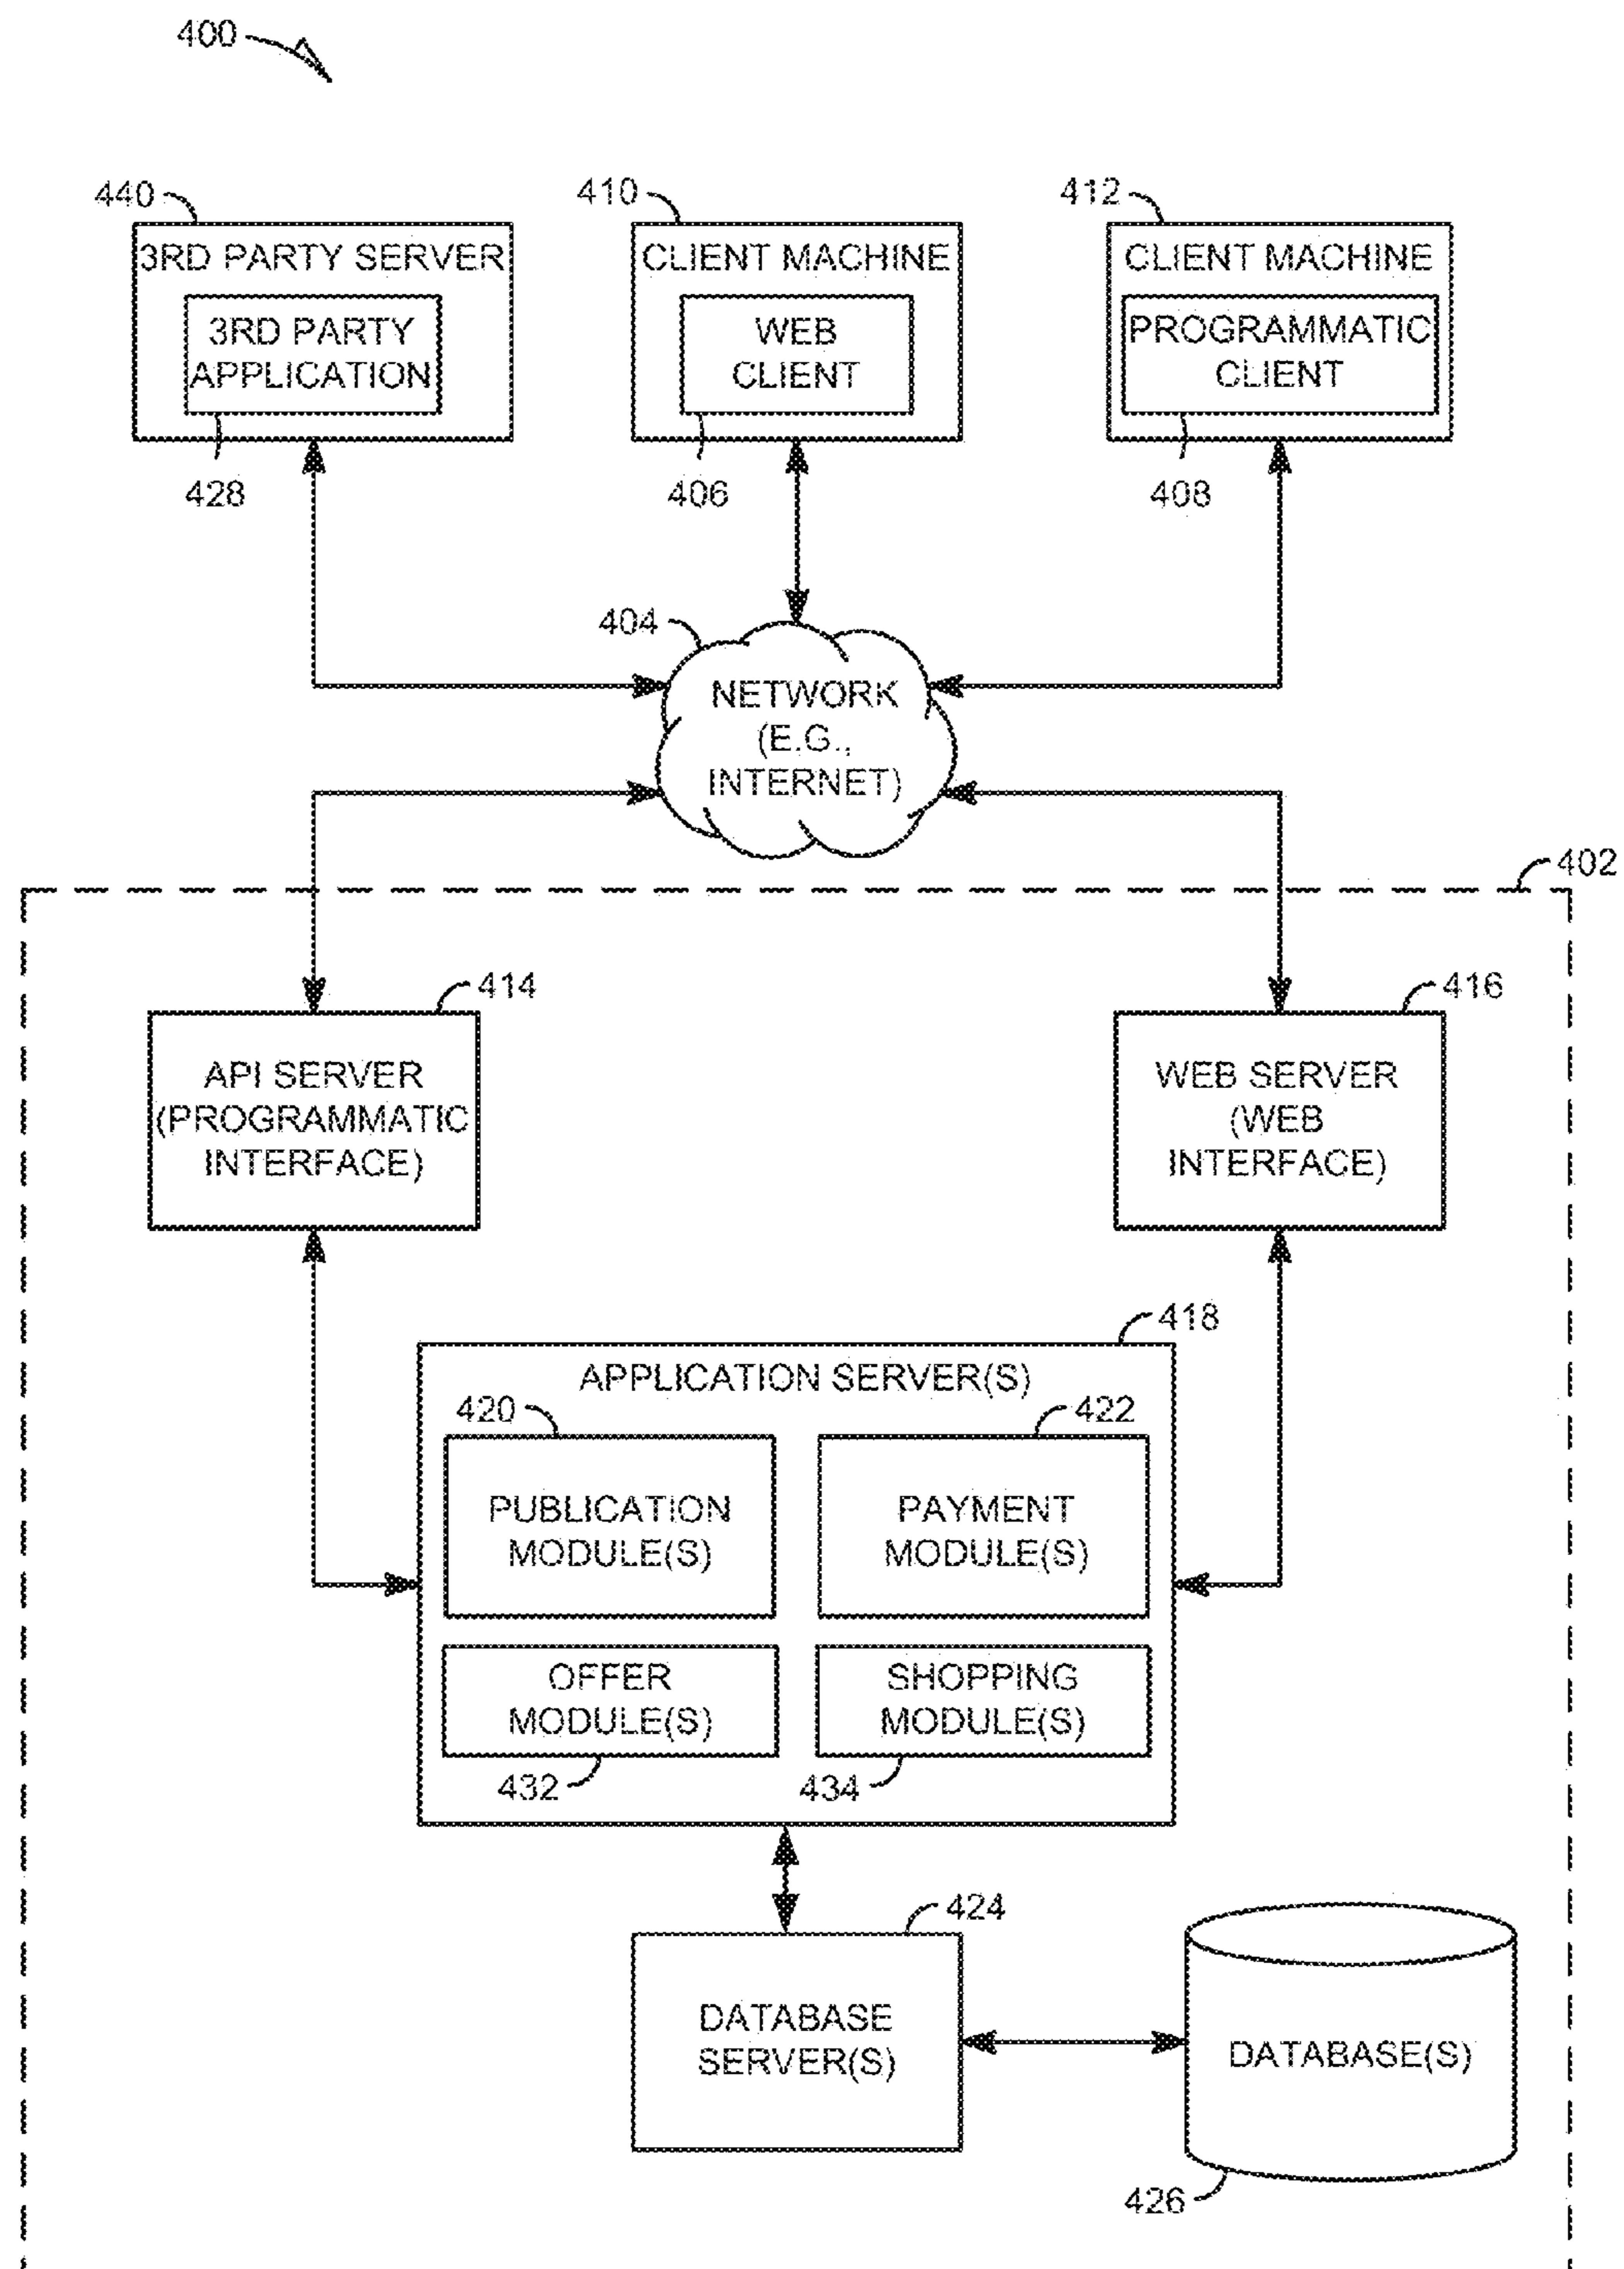 400
440
3RD PARTY SERVER
3RD PARTY
APPLICATION
428
410
CLIENT MACHINE
WEB
CLIENT
406
412
CLIENT MACHINE
PROGRAMMATIC
CLIENT
408
404
NETWORK
(E.G.,
INTERNET)
402
414
API SERVER
(PROGRAMMATIC
INTERFACE)
416
WEB SERVER
(WEB
INTERFACE)
418
APPLICATION SERVER(S)
420
PUBLICATION
MODULE(S)
422
PAYMENT
MODULE(S)
OFFER
MODULE(S)
432
SHOPPING
MODULE(S)
434
424
DATABASE
SERVER(S)
DATABASE(S)
426